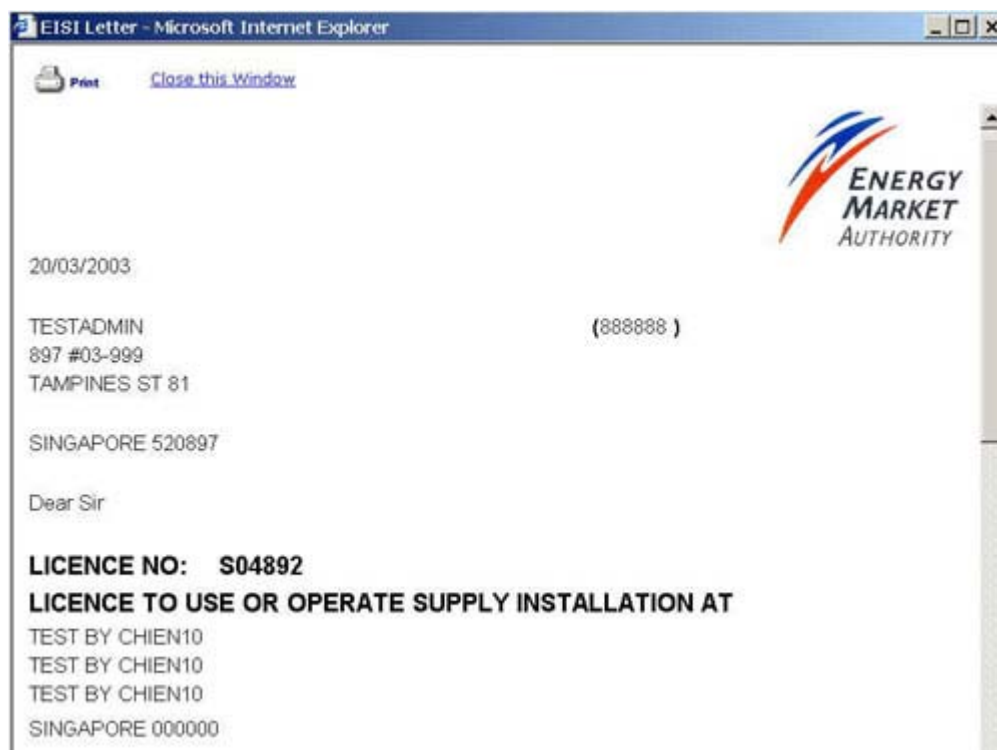 EISI Letter - Microsoft Internet Explorer
Print Close this Window
ENERGY
MARKET
AUTHORITY
20/03/2003
TESTADMIN (888888 )
897 #03-999
TAMPINES ST 81
SINGAPORE 520897
Dear Sir
LICENCE NO: S04892
LICENCE TO USE OR OPERATE SUPPLY INSTALLATION AT
TEST BY CHIEN10
TEST BY CHIEN10
TEST BY CHIEN10
SINGAPORE 000000